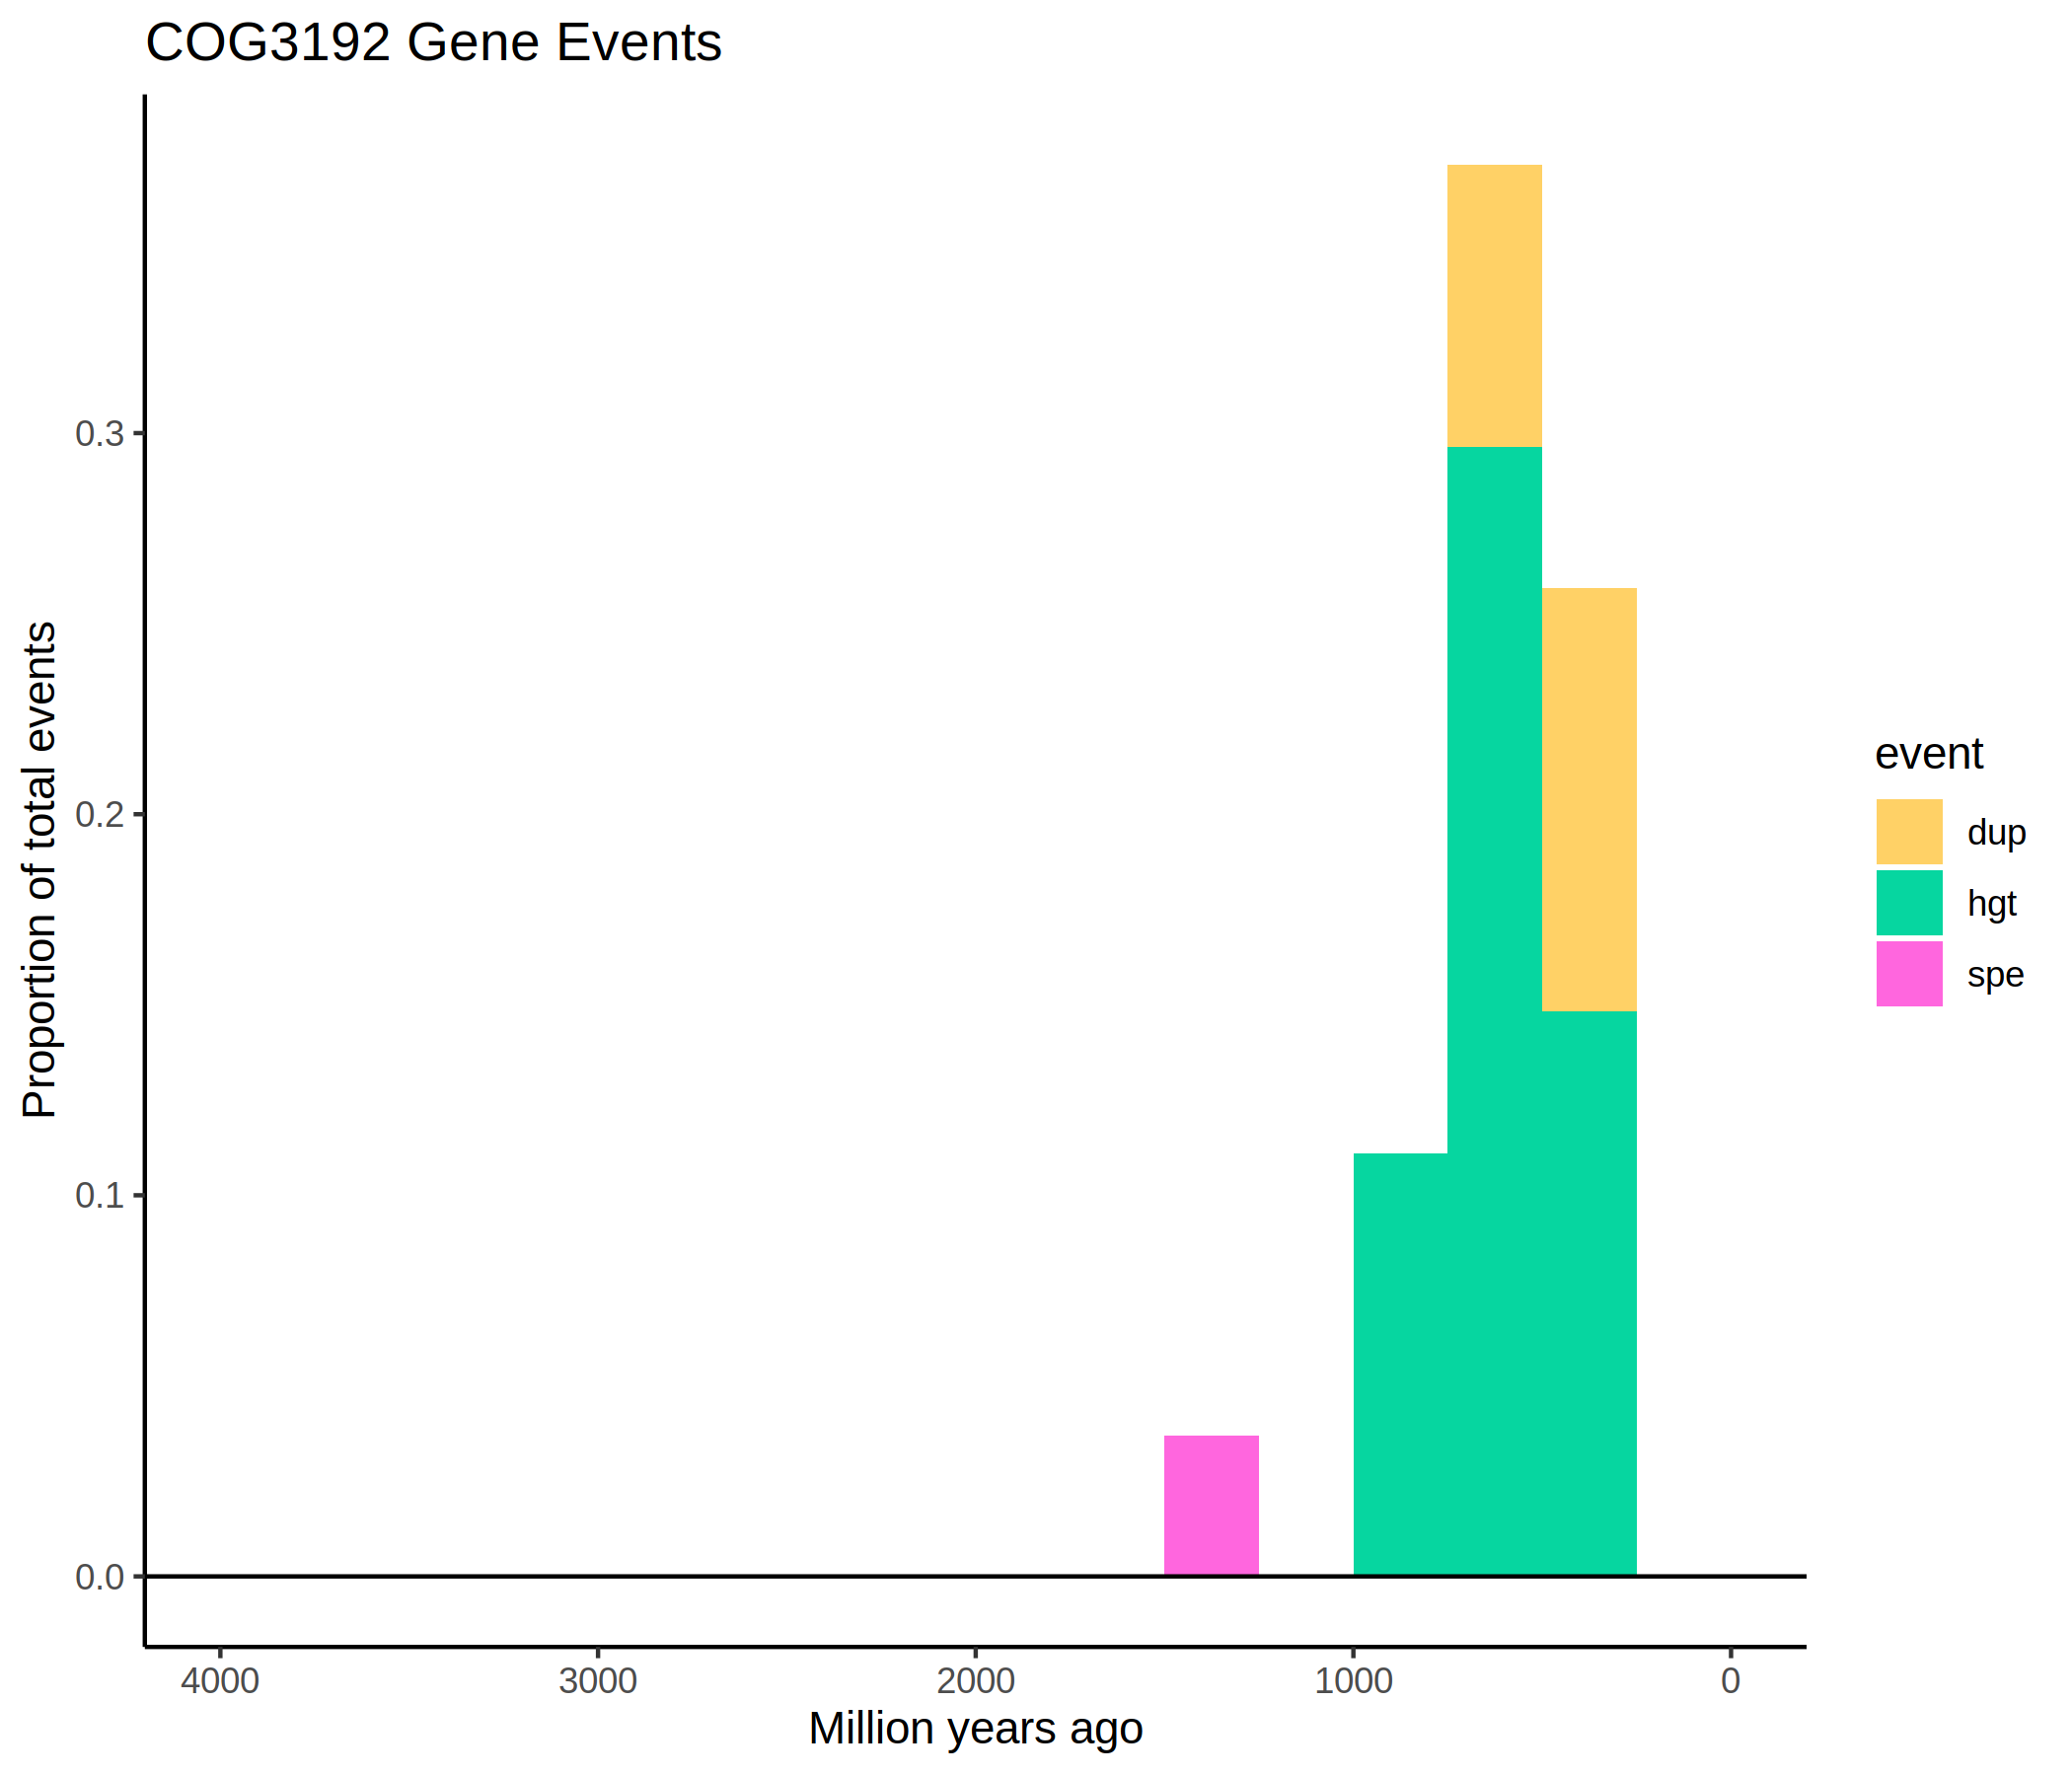 COG3192 Gene Events
Proportion of total events
0.3
0.2
0.1
0.0
4000 3000 2000 1000 0
Million years ago
event
dup
hgt
spe